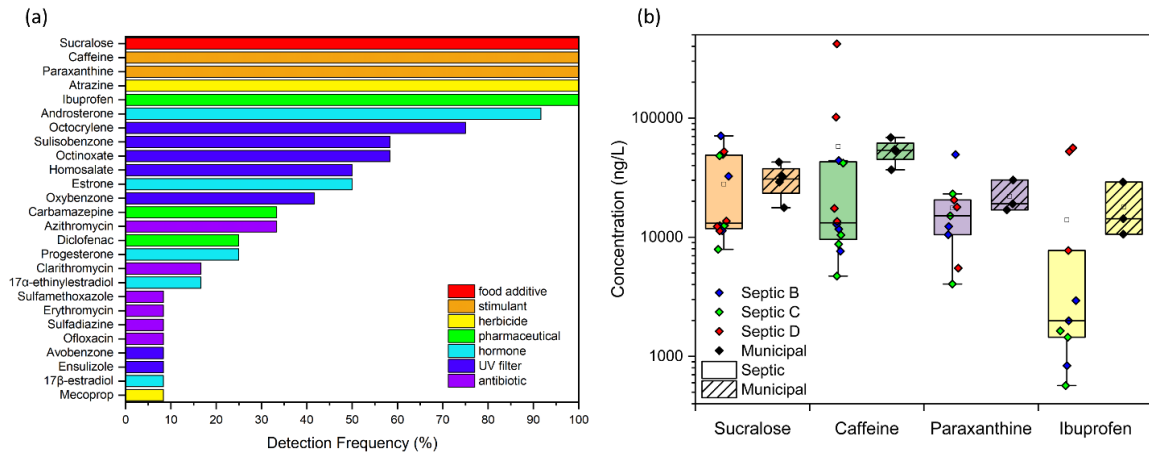 (a)
Sucralose
Caffeine
Paraxanthine
Atrazine
Ibuprofen
Androsterone
Octocrylene
Sulisobenzone
Octinoxate
Homosalate
Estrone
Oxybenzone
Carbamazepine
Azithromycin
Diclofenac
Progesterone
Clarithromycin
17α-ethinylestradiol
Sulfamethoxazole
Erythromycin
Sulfadiazine
Ofloxacin
Avobenzone
Ensulizole
17β-estradiol
Mecoprop
food additive
stimulant
herbicide
pharmaceutical
hormone
UV filter
antibiotic
0 10 20 30 40 50 60 70 80 90 100
Detection Frequency (%)
(b)
Concentration (ng/L)
100000
10000
1000
Septic B
Septic C
Septic D
Municipal
Septic
Municipal
Sucralose Caffeine Paraxanthine Ibuprofen